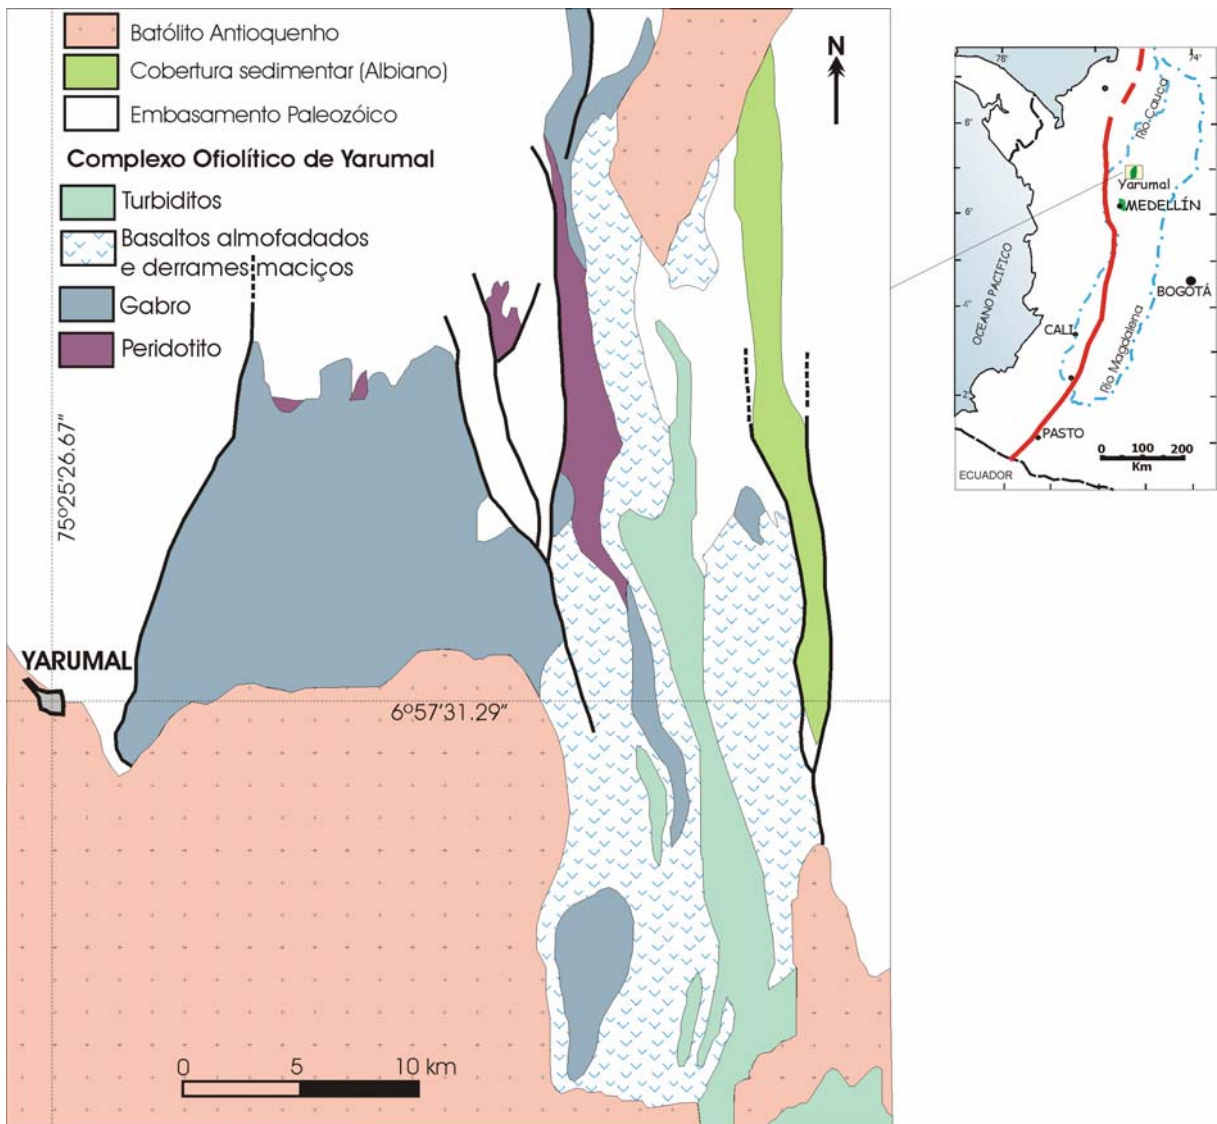 Batólito Antioquenho
Cobertura sedimentar (Albiano)
Embasamento Paleozóico
Complexo Ofiolítico de Yarumal
Turbiditos
Basaltos almofadados
e derrames maciços
Gabro
Peridotito
N
75º25'26.67"
YARUMAL
6º57'31.29"
0 5 10 km
78' 74'
8'
6'
4'
2'
Rio Cauca
Yarumal
MEDELLÍN
OCEANO PACIFICO
BOGOTÁ
CALI
Rio Magdalena
PASTO
0 100 200
Km
ECUADOR